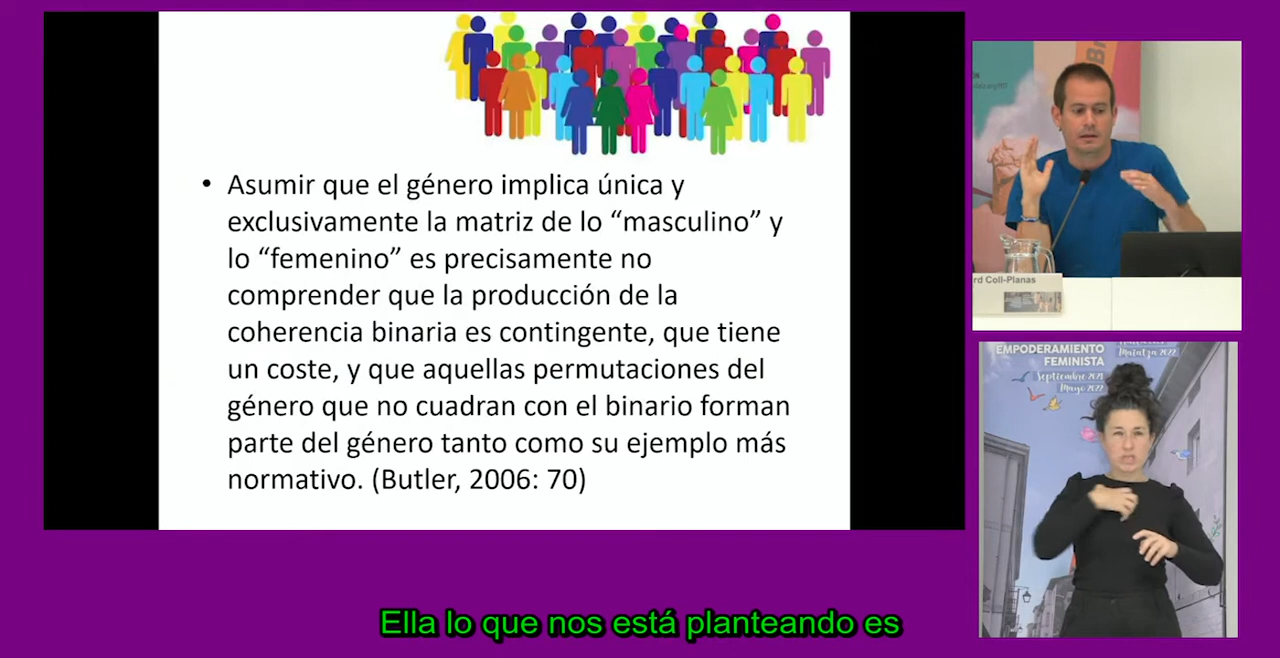 • Asumir que el género implica única y
exclusivamente la matriz de lo “masculino” y
lo “femenino” es precisamente no
comprender que la producción de la
coherencia binaria es contingente, que tiene
un coste, y que aquellas permutaciones del
género que no cuadran con el binario forman
parte del género tanto como su ejemplo más
normativo. (Butler, 2006: 70)
rd Coll-Planas
EMPODERAMIENTO
FEMINISTA
Septiembre 2021
Mayo 2022
Matatza 2022
Ella lo que nos está planteando es